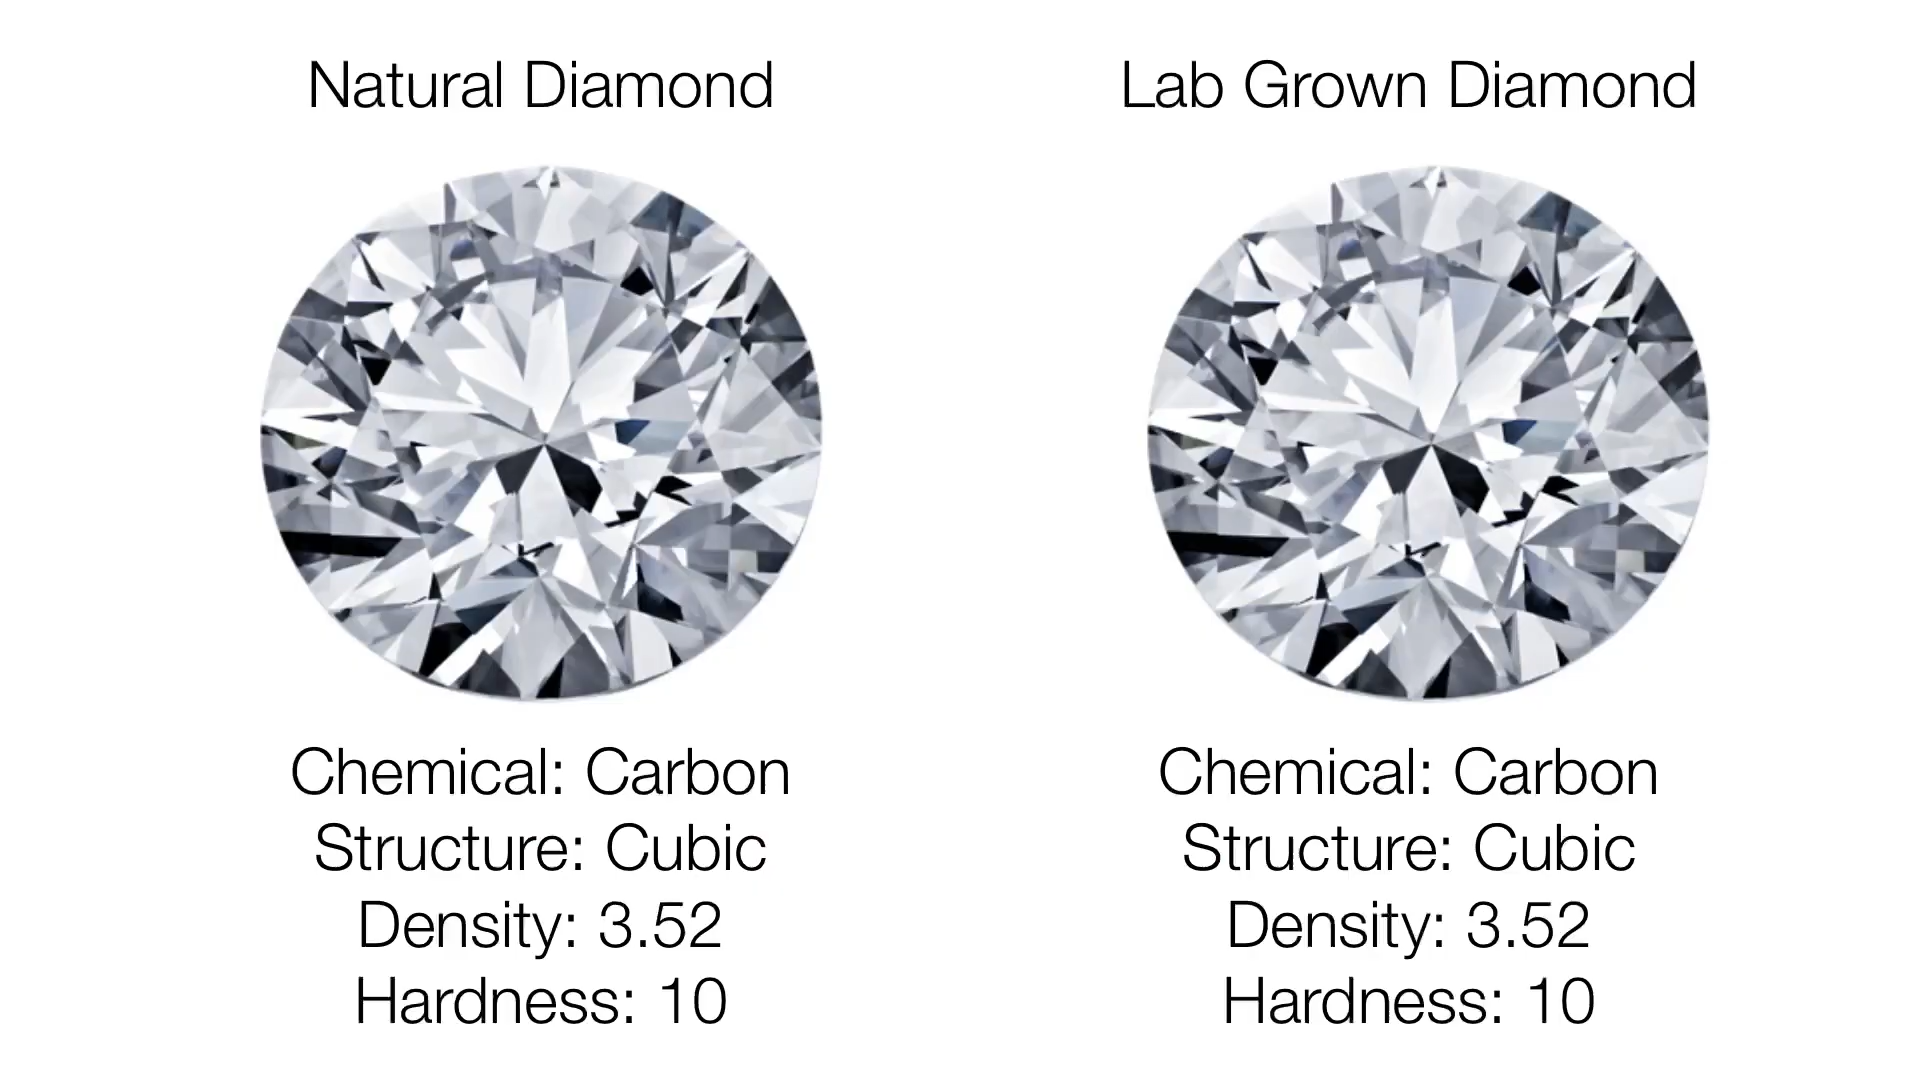 Natural Diamond
Lab Grown Diamond
Chemical: Carbon
Structure: Cubic
Density: 3.52
Hardness: 10
Chemical: Carbon
Structure: Cubic
Density: 3.52
Hardness: 10